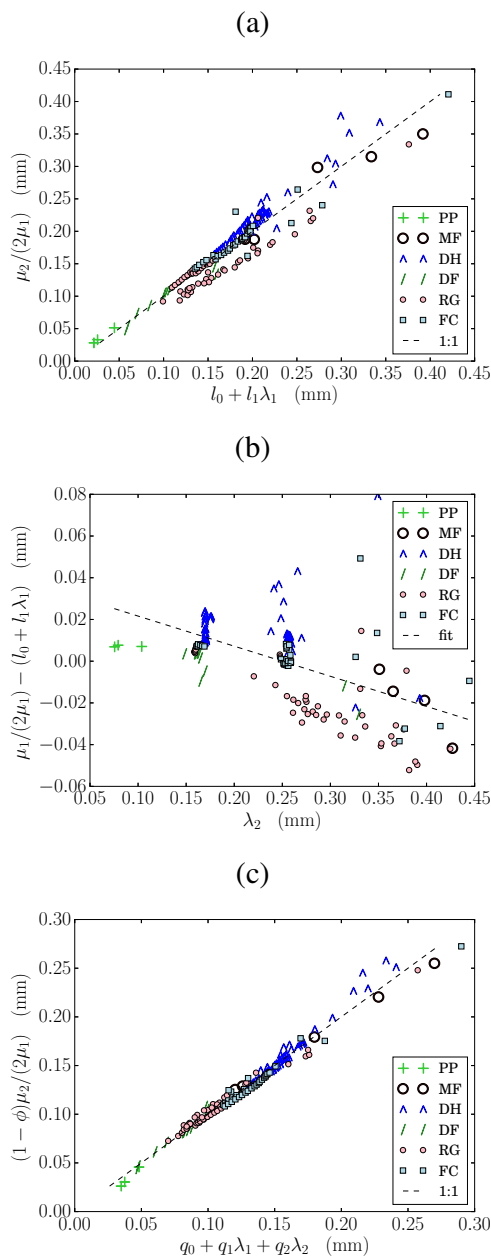 (a)
μ₂/(2μ₁) (mm)
0.45
0.40
0.35
0.30
0.25
0.20
0.15
0.10
0.05
0.00
PP
MF
DH
DF
RG
FC
1:1
0.00 0.05 0.10 0.15 0.20 0.25 0.30 0.35 0.40 0.45
l₀ + l₁λ₁ (mm)
(b)
μ₁/(2μ₁) − (l₀ + l₁λ₁) (mm)
0.08
0.06
0.04
0.02
0.00
−0.02
−0.04
−0.06
PP
MF
DH
DF
RG
FC
fit
0.05 0.10 0.15 0.20 0.25 0.30 0.35 0.40 0.45
λ₂ (mm)
(c)
(1 − ϕ)μ₂/(2μ₁) (mm)
0.30
0.25
0.20
0.15
0.10
0.05
0.00
PP
MF
DH
DF
RG
FC
1:1
0.00 0.05 0.10 0.15 0.20 0.25 0.30
q₀ + q₁λ₁ + q₂λ₂ (mm)